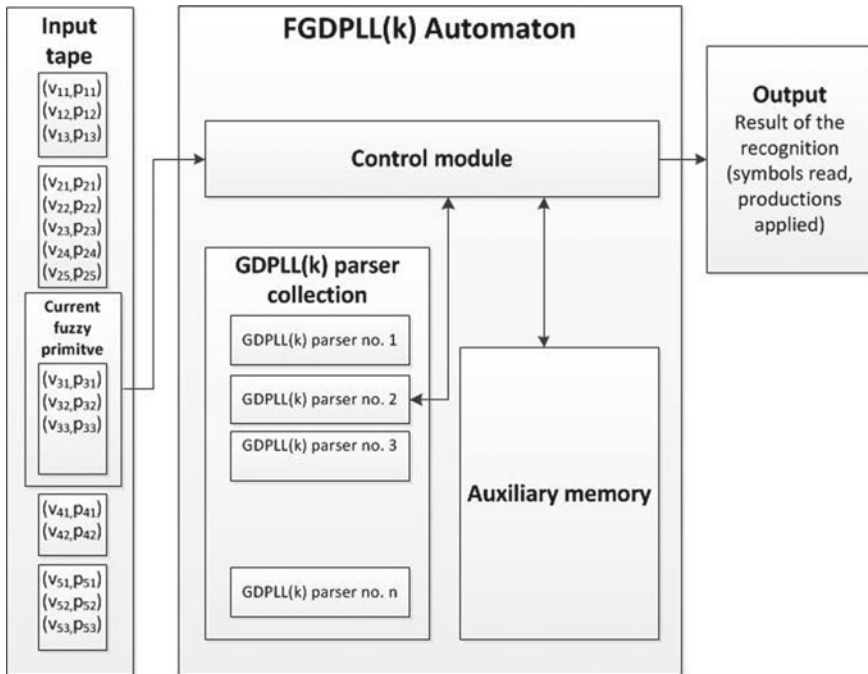 Input
tape
(v₁₁,p₁₁)
(v₁₂,p₁₂)
(v₁₃,p₁₃)
(v₂₁,p₂₁)
(v₂₂,p₂₂)
(v₂₃,p₂₃)
(v₂₄,p₂₄)
(v₂₅,p₂₅)
Current
fuzzy
primitve
(v₃₁,p₃₁)
(v₃₂,p₃₂)
(v₃₃,p₃₃)
(v₄₁,p₄₁)
(v₄₂,p₄₂)
(v₅₁,p₅₁)
(v₅₂,p₅₂)
(v₅₃,p₅₃)
FGDPLL(k) Automaton
Control module
GDPLL(k) parser
collection
GDPLL(k) parser no. 1
GDPLL(k) parser no. 2
GDPLL(k) parser no. 3
GDPLL(k) parser no. n
Auxiliary memory
Output
Result of the
recognition
(symbols read,
productions
applied)